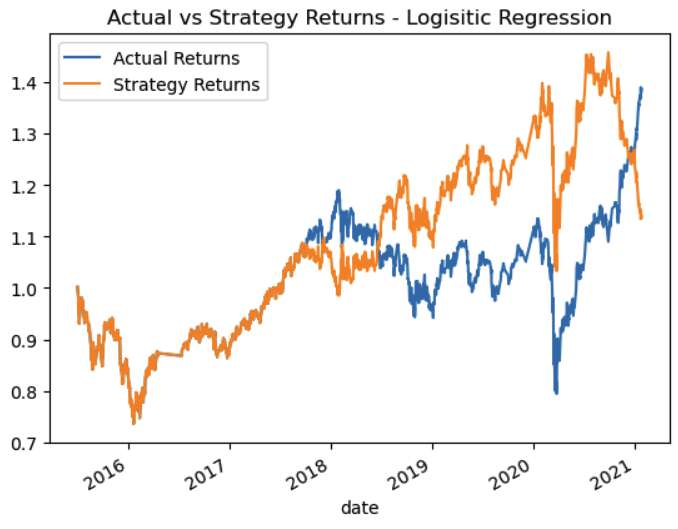 Actual vs Strategy Returns - Logisitic Regression
Actual Returns
Strategy Returns
1.4
1.3
1.2
1.1
1.0
0.9
0.8
0.7
2016 2017 2018 2019 2020 2021
date